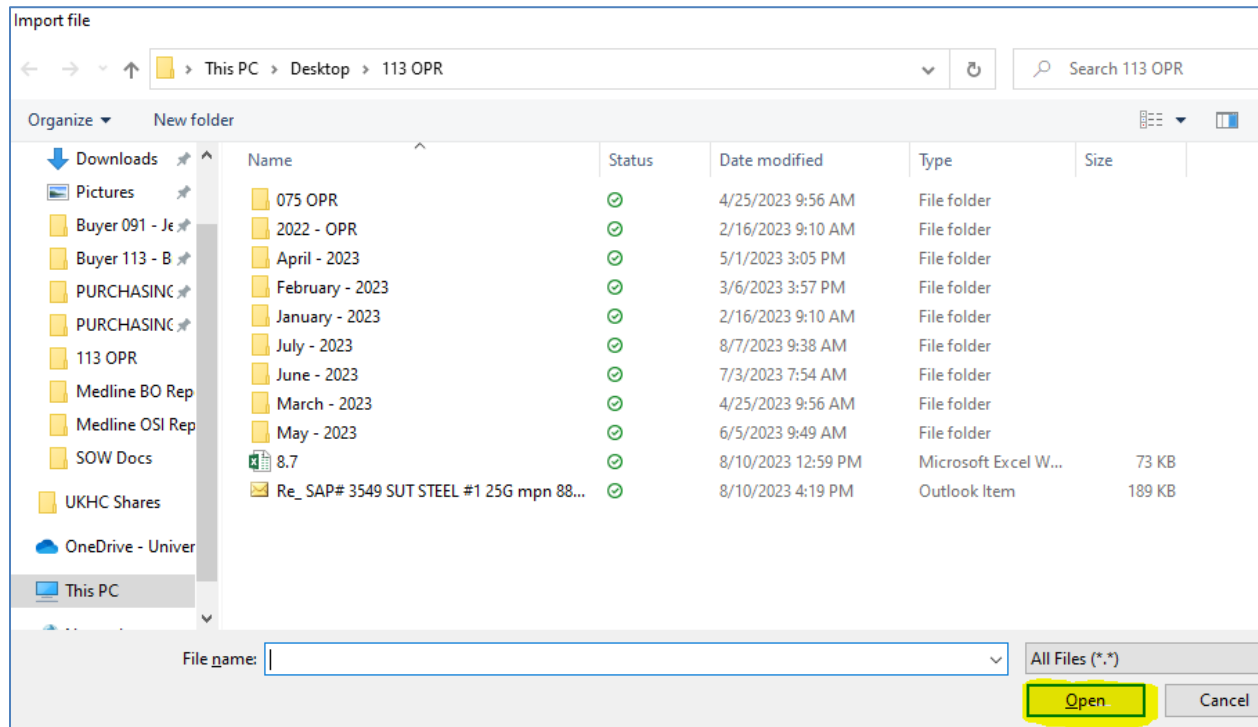 Import file
This PC > Desktop > 113 OPR
Search 113 OPR
Organize
New folder
Name Status Date modified Type Size
Downloads
Pictures
Buyer 091 - Je
Buyer 113 - B
PURCHASING
PURCHASING
113 OPR
Medline BO Rep
Medline OSI Rep
SOW Docs
UKHC Shares
OneDrive - Univer
This PC
075 OPR 4/25/2023 9:56 AM File folder
2022 - OPR 2/16/2023 9:10 AM File folder
April - 2023 5/1/2023 3:05 PM File folder
February - 2023 3/6/2023 3:57 PM File folder
January - 2023 2/16/2023 9:10 AM File folder
July - 2023 8/7/2023 9:38 AM File folder
June - 2023 7/3/2023 7:54 AM File folder
March - 2023 4/25/2023 9:56 AM File folder
May - 2023 6/5/2023 9:49 AM File folder
8.7 8/10/2023 12:59 PM Microsoft Excel W... 73 KB
Re_ SAP# 3549 SUT STEEL #1 25G mpn 88... 8/10/2023 4:19 PM Outlook Item 189 KB
File name:
All Files (*.*)
Open
Cancel